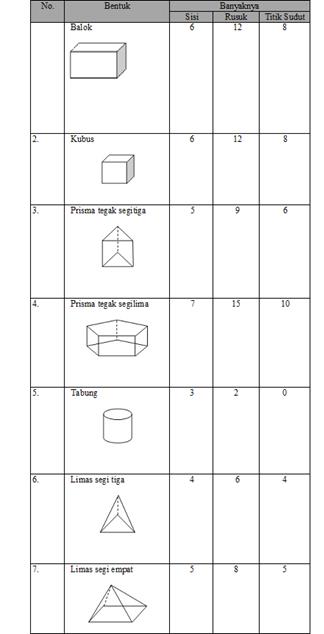 No. Bentuk Banyaknya
Sisi Rusuk Titik Sudut
Balok 6 12 8
2. Kubus 6 12 8
3. Prisma tegak segitiga 5 9 6
4. Prisma tegak segilima 7 15 10
5. Tabung 3 2 0
6. Limas segi tiga 4 6 4
7. Limas segi empat 5 8 5